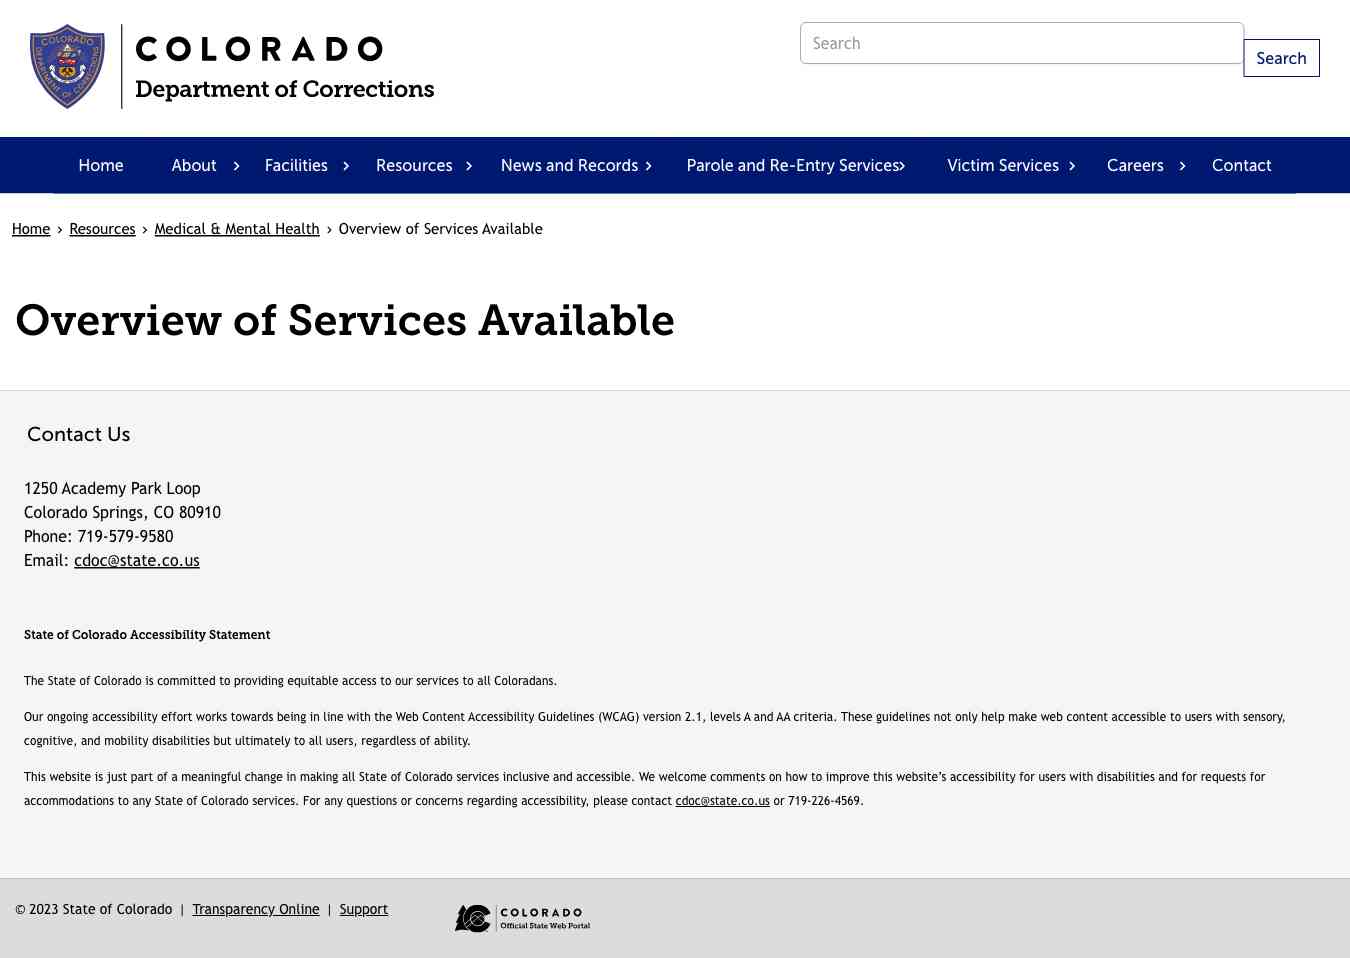 COLORADO
Department of Corrections
Search
Search
Home About Facilities Resources News and Records Parole and Re-Entry Services Victim Services Careers Contact
Home › Resources › Medical & Mental Health › Overview of Services Available
Overview of Services Available
Contact Us
1250 Academy Park Loop
Colorado Springs, CO 80910
Phone: 719-579-9580
Email: cdoc@state.co.us
State of Colorado Accessibility Statement
The State of Colorado is committed to providing equitable access to our services to all Coloradans.
Our ongoing accessibility effort works towards being in line with the Web Content Accessibility Guidelines (WCAG) version 2.1, levels A and AA criteria. These guidelines not only help make web content accessible to users with sensory,
cognitive, and mobility disabilities but ultimately to all users, regardless of ability.
This website is just part of a meaningful change in making all State of Colorado services inclusive and accessible. We welcome comments on how to improve this website’s accessibility for users with disabilities and for requests for
accommodations to any State of Colorado services. For any questions or concerns regarding accessibility, please contact cdoc@state.co.us or 719-226-4569.
© 2023 State of Colorado | Transparency Online | Support
COLORADO
Official State Web Portal